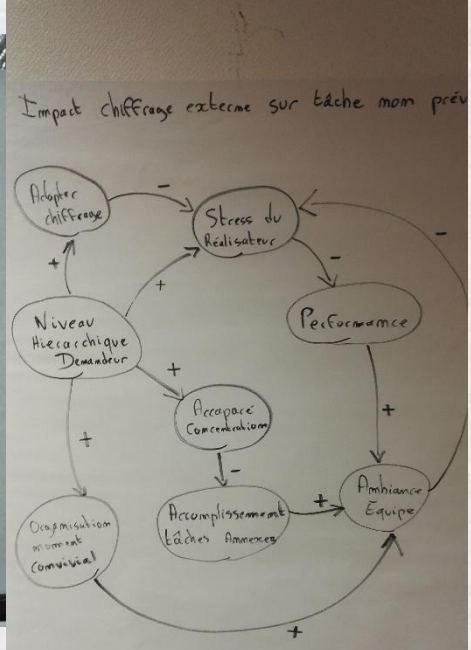 Impact chiffrage externe sur tâche non prév
Adapter
chiffrage
-
Stress du
Réalisateur
-
+
+
-
Niveau
Hierarchique
Demandeur
Performance
+
Accaparé
Concentration
+
+
-
Ambiance
Equipe
Accomplissement
tâches Annexes
+
Organisation
moment
convivial
+